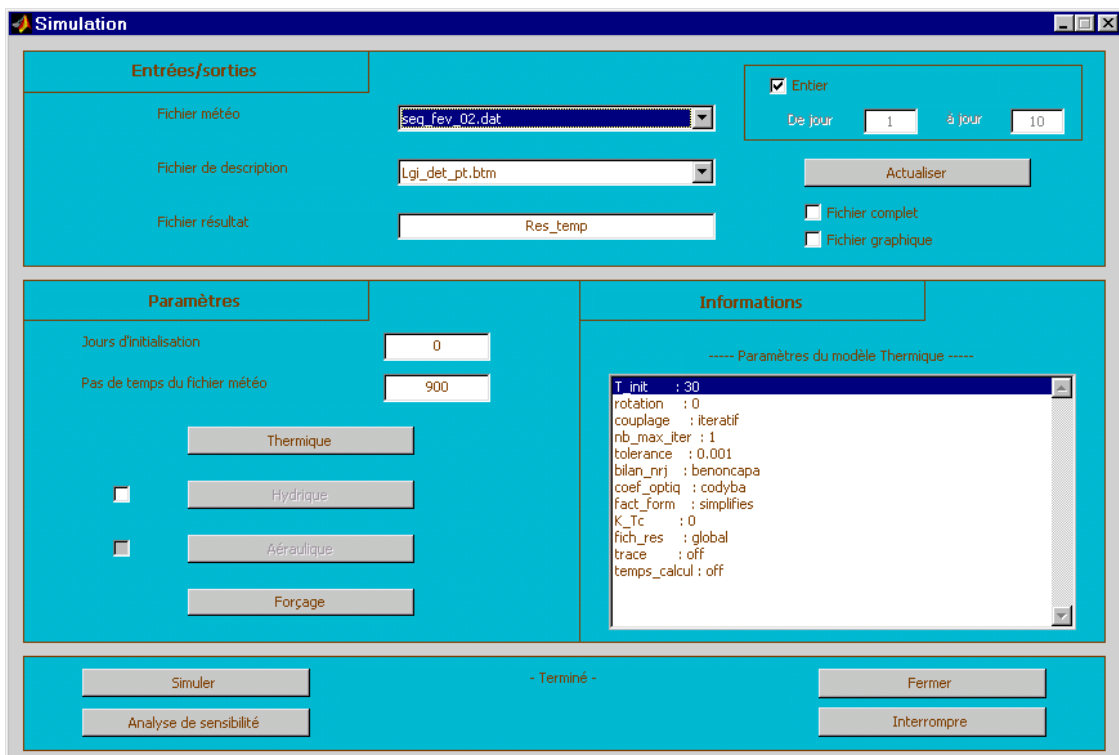 Simulation
Entrées/sorties
Entier
Fichier météo
seq_fev_02.dat
De jour 1 á jour 10
Fichier de description
Lgi_det_pt.btm
Actualiser
Fichier résultat
Res_temp
Fichier complet
Fichier graphique
Paramètres
Jours d'initialisation 0
Pas de temps du fichier météo 900
Thermique
Hydrique
Aéraulique
Forçage
Informations
----- Paramètres du modèle Thermique -----
T_init : 30
rotation : 0
couplage : iteratif
nb_max_iter : 1
tolerance : 0.001
bilan_nrj : benoncapa
coef_optiq : codyba
fact_form : simplifies
K_Tc : 0
fich_res : global
trace : off
temps_calcul : off
Simuler
- Terminé -
Fermer
Analyse de sensibilité
Interrompre